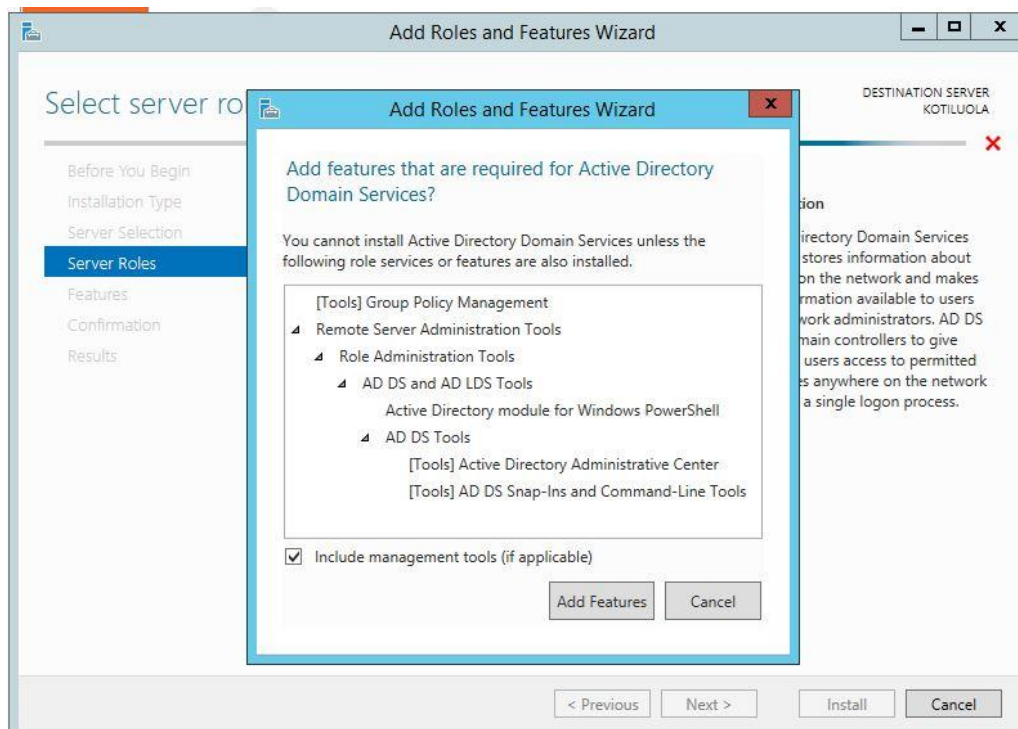 Add Roles and Features Wizard
Select server ro
DESTINATION SERVER
KOTILUOLA
Before You Begin
Installation Type
Server Selection
Server Roles
Features
Confirmation
Results
Add Roles and Features Wizard
Add features that are required for Active Directory
Domain Services?
You cannot install Active Directory Domain Services unless the
following role services or features are also installed.
[Tools] Group Policy Management
Remote Server Administration Tools
Role Administration Tools
AD DS and AD LDS Tools
Active Directory module for Windows PowerShell
AD DS Tools
[Tools] Active Directory Administrative Center
[Tools] AD DS Snap-Ins and Command-Line Tools
Include management tools (if applicable)
Add Features
Cancel
tion
irectory Domain Services
stores information about
on the network and makes
rmation available to users
work administrators. AD DS
main controllers to give
users access to permitted
es anywhere on the network
a single logon process.
< Previous
Next >
Install
Cancel